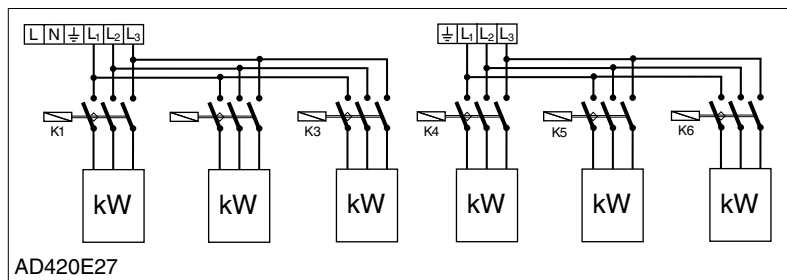 L N ⏚ L1 L2 L3
⏚ L1 L2 L3
K1
K3
K4
K5
K6
kW
kW
kW
kW
kW
kW
AD420E27